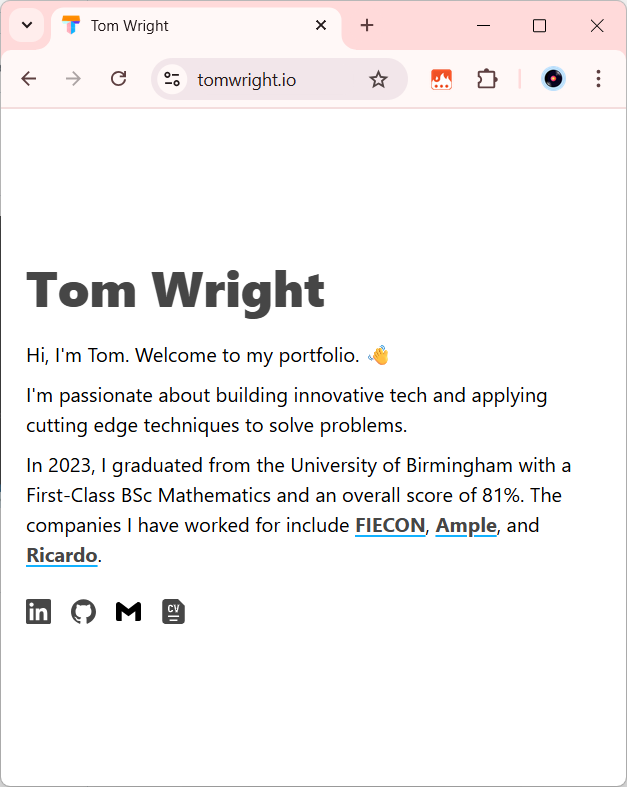 Tom Wright
tomwright.io
Tom Wright
Hi, I'm Tom. Welcome to my portfolio. 👋
I'm passionate about building innovative tech and applying
cutting edge techniques to solve problems.
In 2023, I graduated from the University of Birmingham with a
First-Class BSc Mathematics and an overall score of 81%. The
companies I have worked for include FIECON, Ample, and
Ricardo.
in
CV